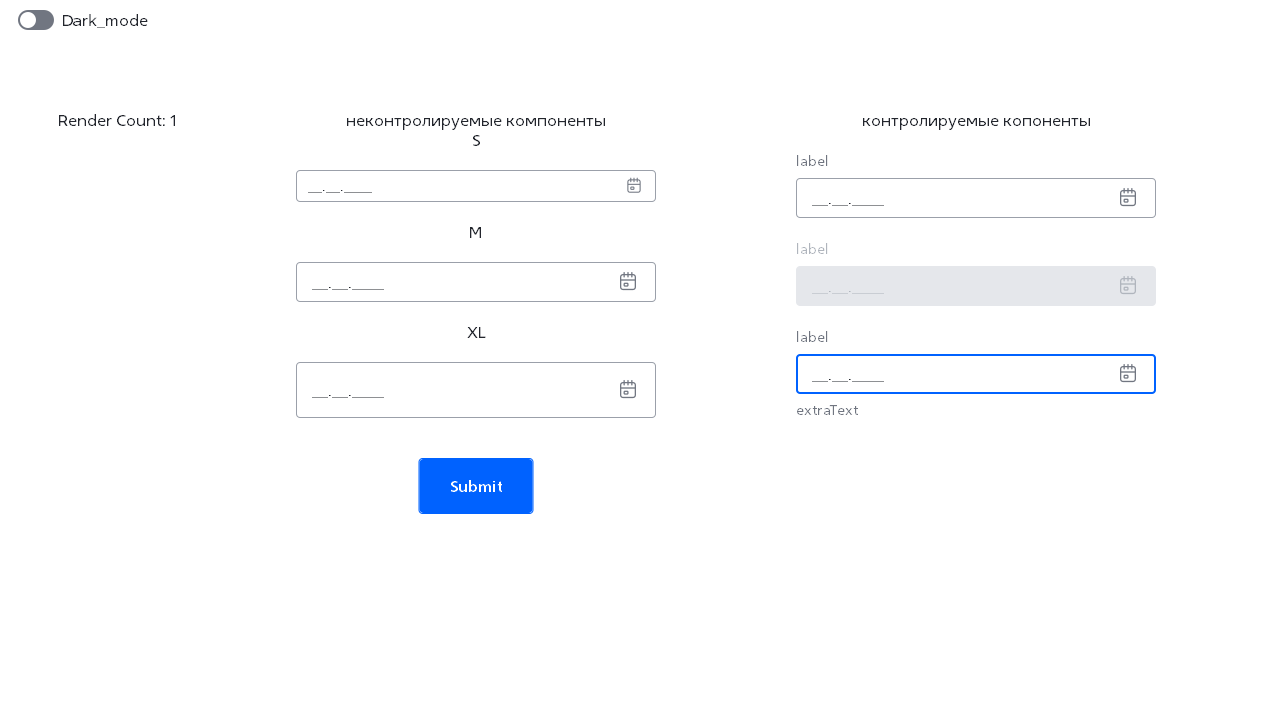 Dark_mode
Render Count: 1
неконтролируемые компоненты
S
__.__.____
M
__.__.____
XL
__.__.____
Submit
контролируемые копоненты
label
__.__.____
label
__.__.____
label
__.__.____
extraText